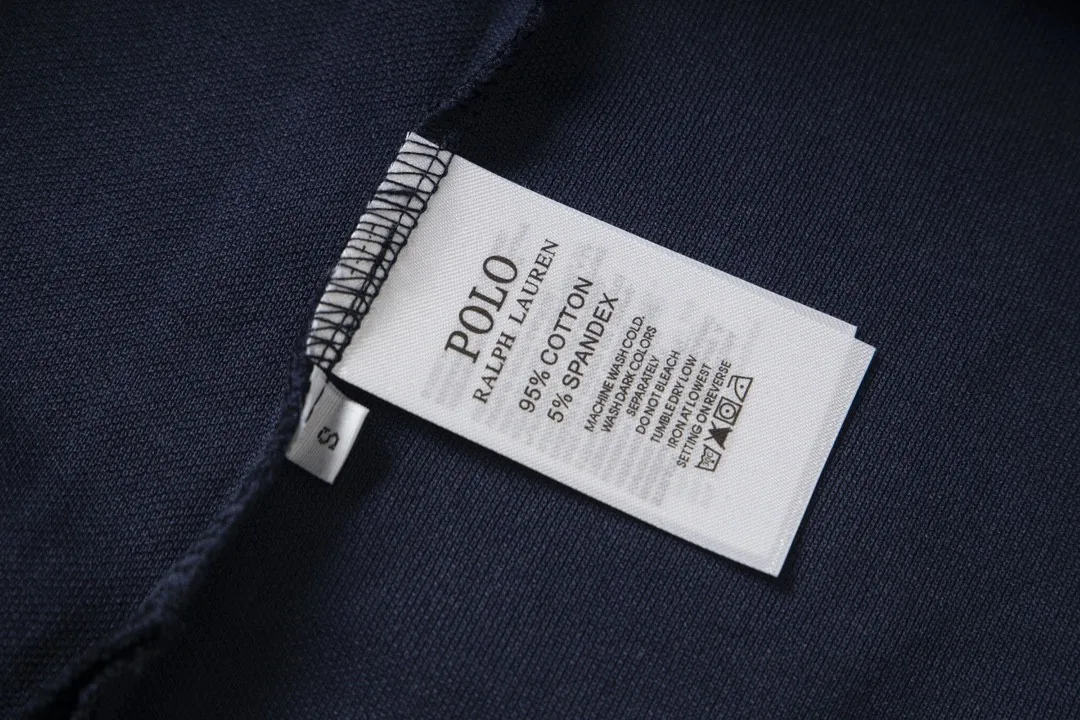 POLO
RALPH LAUREN
95% COTTON
5% SPANDEX
MACHINE WASH COLD.
WASH DARK COLORS
SEPARATELY
DO NOT BLEACH
TUMBLE DRY LOW
IRON AT LOWEST
SETTING ON REVERSE
S